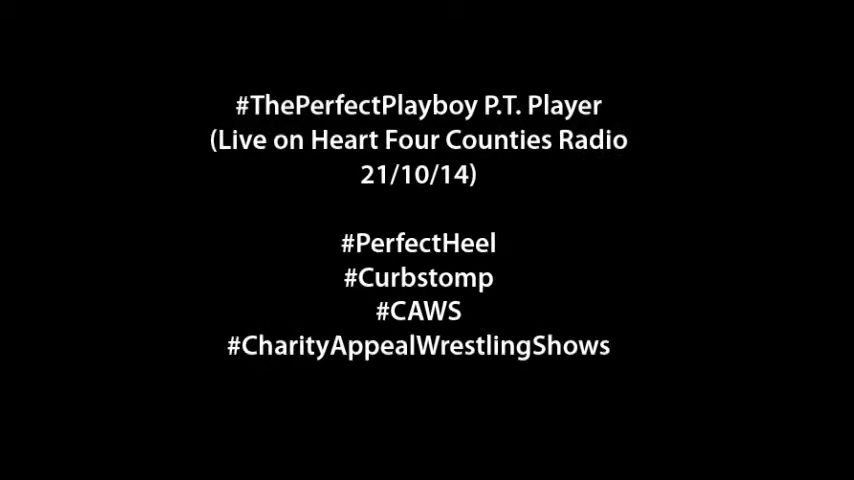 #ThePerfectPlayboy P.T. Player
(Live on Heart Four Counties Radio
21/10/14)
#PerfectHeel
#Curbstomp
#CAWS
#CharityAppealWrestlingShows